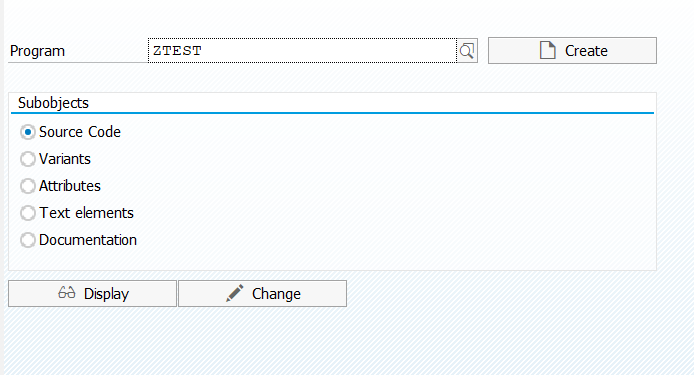 Program ZTEST Create
Subobjects
Source Code
Variants
Attributes
Text elements
Documentation
Display Change